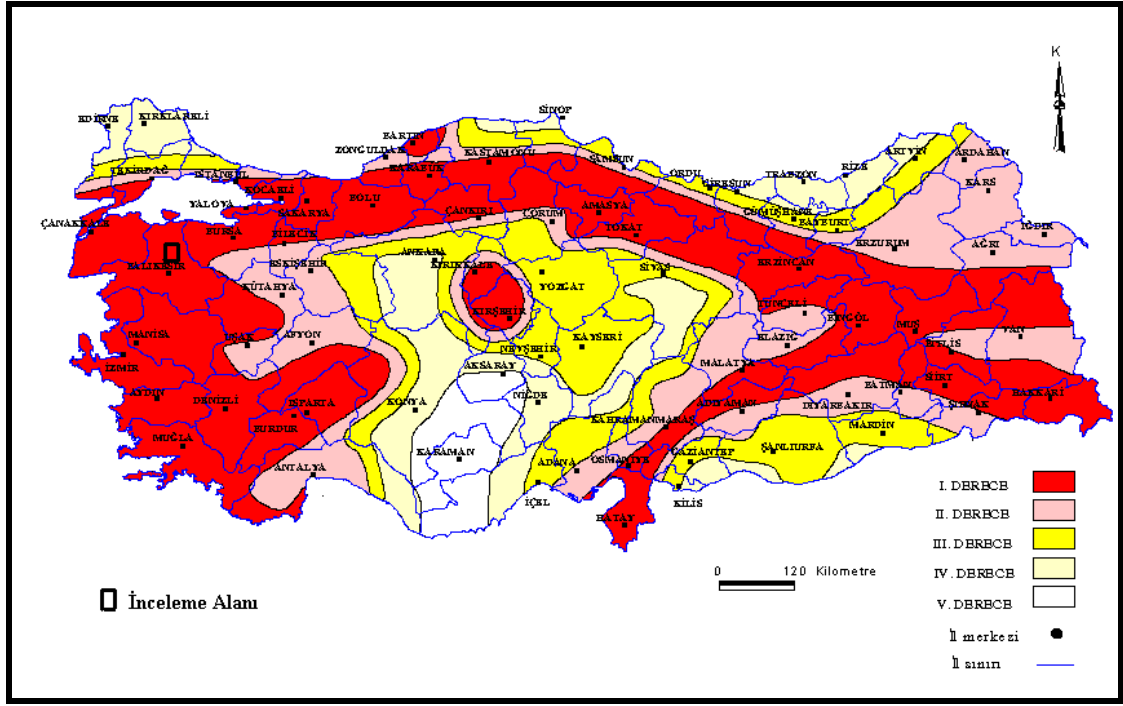 K
SİNOP
EDİRNE
KIRKLARELİ
BARTIN
ZONGULDAK
KASTAMONU
KARABÜK
SAMSUN
ARTVİN
ARDAHAN
TEKİRDAĞ
İSTANBUL
KOCAELİ
ORDU
GİRESUN
TRABZON
RİZE
KARS
YALOVA
SAKARYA
BOLU
ÇANKIRI
ÇORUM
AMASYA
GÜMÜŞHANE
BAYBURT
ÇANAKKALE
BURSA
BİLECİK
TOKAT
ERZURUM
AĞRI
IĞDIR
BALIKESİR
ESKİŞEHİR
ANKARA
KIRIKKALE
YOZGAT
SİVAS
ERZİNCAN
KÜTAHYA
KIRŞEHİR
TUNCELİ
BİNGÖL
MUŞ
VAN
MANİSA
UŞAK
AFYON
NEVŞEHİR
KAYSERİ
ELAZIĞ
BİTLİS
İZMİR
AKSARAY
MALATYA
SİİRT
AYDIN
DENİZLİ
ISPARTA
KONYA
NİĞDE
ADIYAMAN
DİYARBAKIR
BATMAN
ŞIRNAK
HAKKARİ
MUĞLA
BURDUR
KAHRAMANMARAŞ
MARDİN
ANTALYA
KARAMAN
ADANA
OSMANİYE
GAZİANTEP
ŞANLIURFA
İÇEL
KİLİS
HATAY
I. DERECE
II. DERECE
III. DERECE
IV. DERECE
V. DERECE
İl merkezi
İl sınırı
0 120 Kilometre
İnceleme Alanı